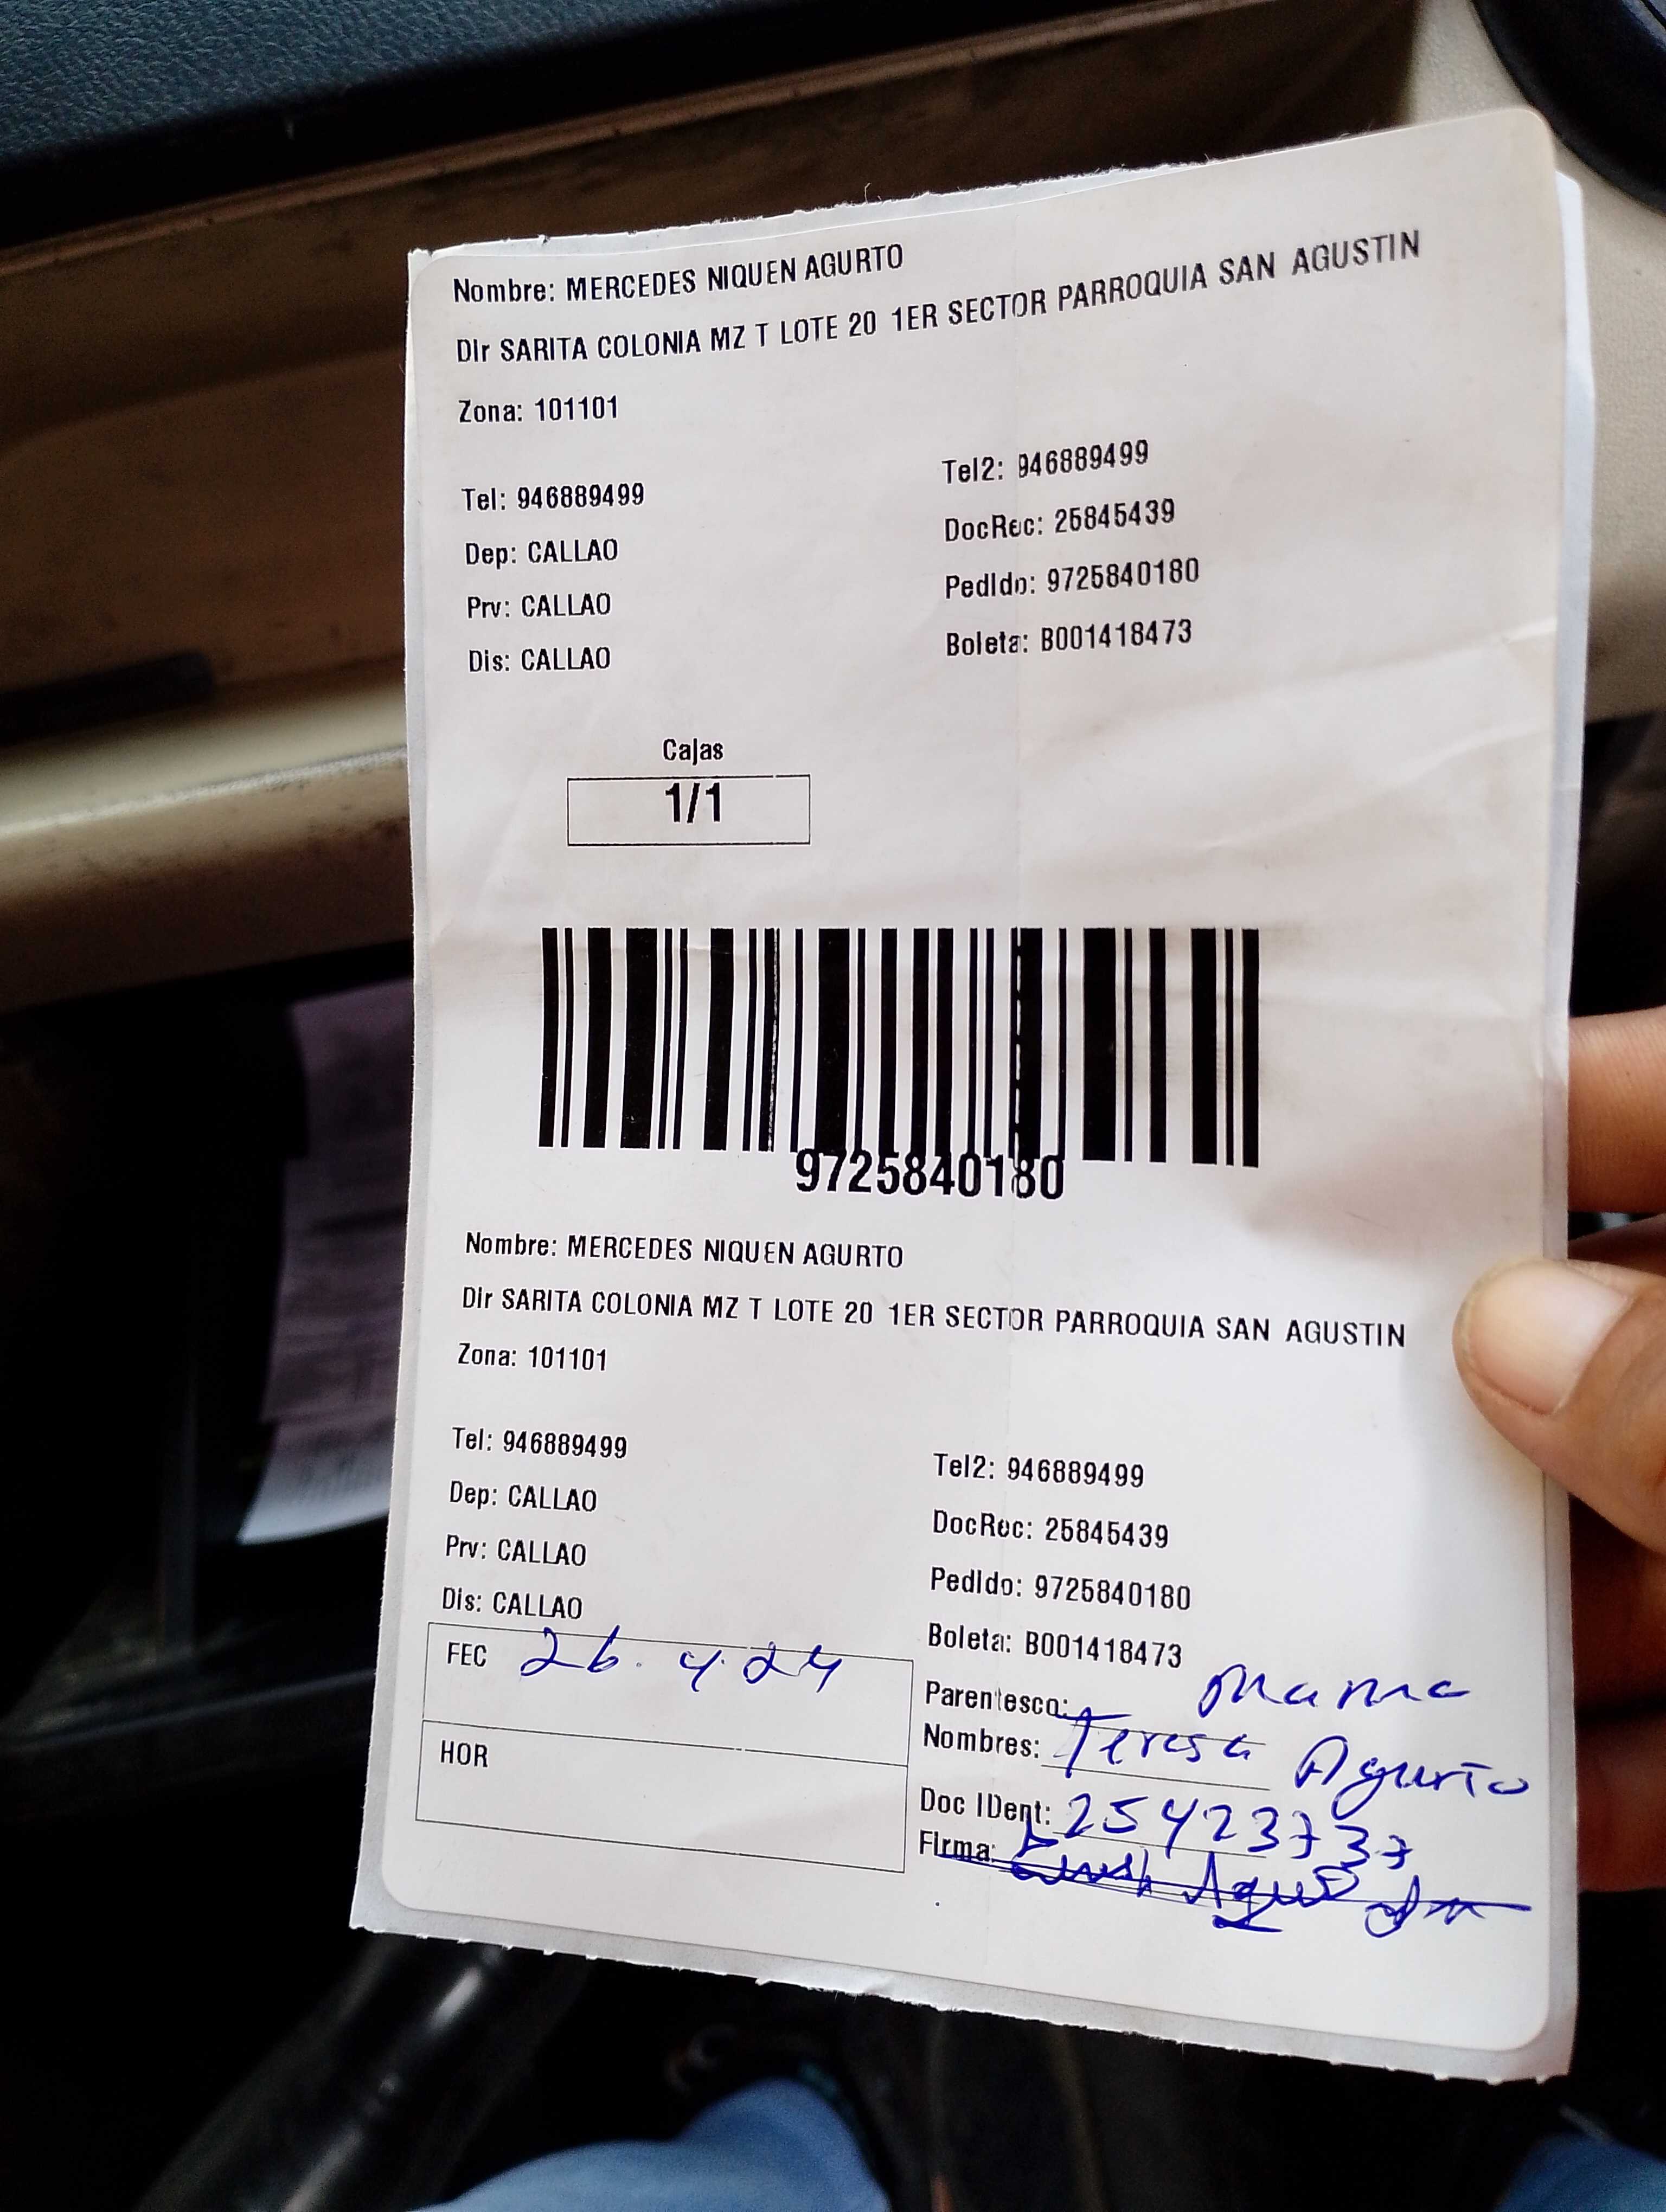 Nombre: MERCEDES NIQUEN AGURTO
Dir SARITA COLONIA MZ T LOTE 20 1ER SECTOR PARROQUIA SAN AGUSTIN
Zona: 101101
Tel: 946889499 Tel2: 946889499
Dep: CALLAO DocRec: 25845439
Prv: CALLAO Pedido: 9725840180
Dis: CALLAO Boleta: B001418473
Cajas
1/1
9725840180
Nombre: MERCEDES NIQUEN AGURTO
Dir SARITA COLONIA MZ T LOTE 20 1ER SECTOR PARROQUIA SAN AGUSTIN
Zona: 101101
Tel: 946889499 Tel2: 946889499
Dep: CALLAO DocRec: 25845439
Prv: CALLAO Pedido: 9725840180
Dis: CALLAO Boleta: B001418473
FEC 26.4.24
HOR
Parentesco: mama
Nombres: Teresa Agurto
Doc IDent: 25423737
Firma: